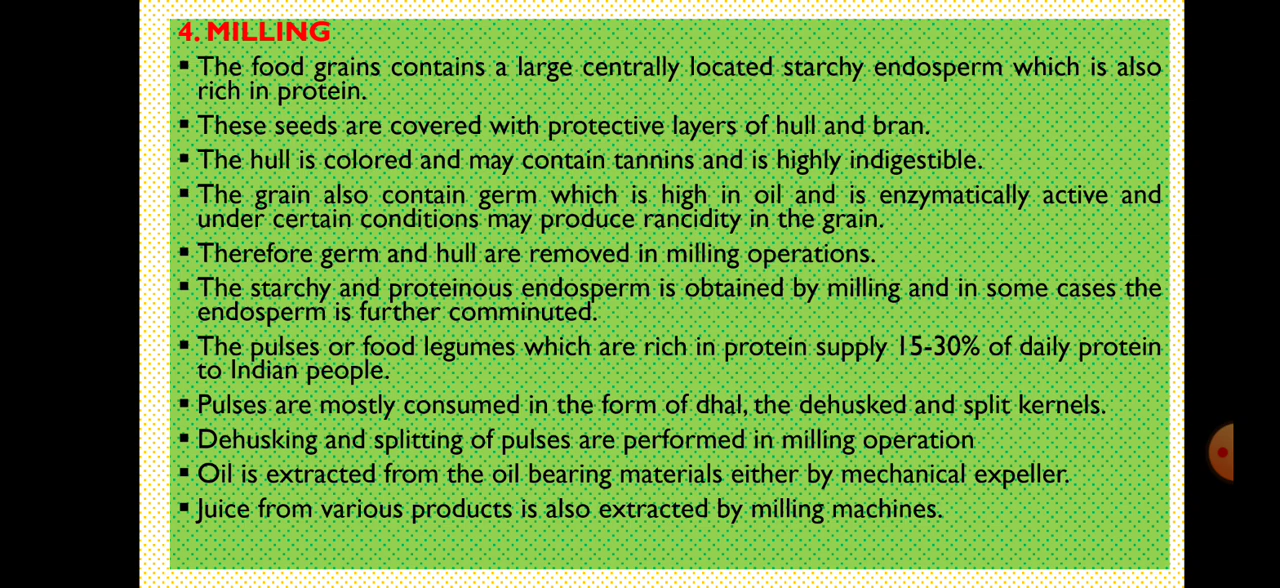 4. MILLING
▪ The food grains contains a large centrally located starchy endosperm which is also
rich in protein.
▪ These seeds are covered with protective layers of hull and bran.
▪ The hull is colored and may contain tannins and is highly indigestible.
▪ The grain also contain germ which is high in oil and is enzymatically active and
under certain conditions may produce rancidity in the grain.
▪ Therefore germ and hull are removed in milling operations.
▪ The starchy and proteinous endosperm is obtained by milling and in some cases the
endosperm is further comminuted.
▪ The pulses or food legumes which are rich in protein supply 15-30% of daily protein
to Indian people.
▪ Pulses are mostly consumed in the form of dhal, the dehusked and split kernels.
▪ Dehusking and splitting of pulses are performed in milling operation
▪ Oil is extracted from the oil bearing materials either by mechanical expeller.
▪ Juice from various products is also extracted by milling machines.